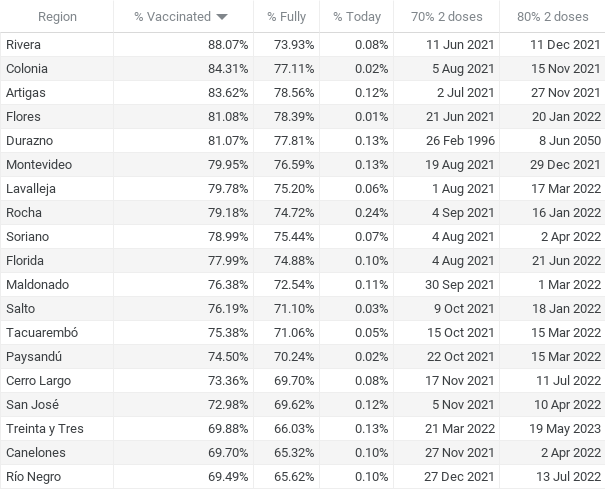 Region % Vaccinated % Fully % Today 70% 2 doses 80% 2 doses
Rivera 88.07% 73.93% 0.08% 11 Jun 2021 11 Dec 2021
Colonia 84.31% 77.11% 0.02% 5 Aug 2021 15 Nov 2021
Artigas 83.62% 78.56% 0.12% 2 Jul 2021 27 Nov 2021
Flores 81.08% 78.39% 0.01% 21 Jun 2021 20 Jan 2022
Durazno 81.07% 77.81% 0.13% 26 Feb 1996 8 Jun 2050
Montevideo 79.95% 76.59% 0.13% 19 Aug 2021 29 Dec 2021
Lavalleja 79.78% 75.20% 0.06% 1 Aug 2021 17 Mar 2022
Rocha 79.18% 74.72% 0.24% 4 Sep 2021 16 Jan 2022
Soriano 78.99% 75.44% 0.07% 4 Aug 2021 2 Apr 2022
Florida 77.99% 74.88% 0.10% 4 Aug 2021 21 Jun 2022
Maldonado 76.38% 72.54% 0.11% 30 Sep 2021 1 Mar 2022
Salto 76.19% 71.10% 0.03% 9 Oct 2021 18 Jan 2022
Tacuarembó 75.38% 71.06% 0.05% 15 Oct 2021 15 Mar 2022
Paysandú 74.50% 70.24% 0.02% 22 Oct 2021 15 Mar 2022
Cerro Largo 73.36% 69.70% 0.08% 17 Nov 2021 11 Jul 2022
San José 72.98% 69.62% 0.12% 5 Nov 2021 10 Apr 2022
Treinta y Tres 69.88% 66.03% 0.13% 21 Mar 2022 19 May 2023
Canelones 69.70% 65.32% 0.10% 27 Nov 2021 2 Apr 2022
Río Negro 69.49% 65.62% 0.10% 27 Dec 2021 13 Jul 2022